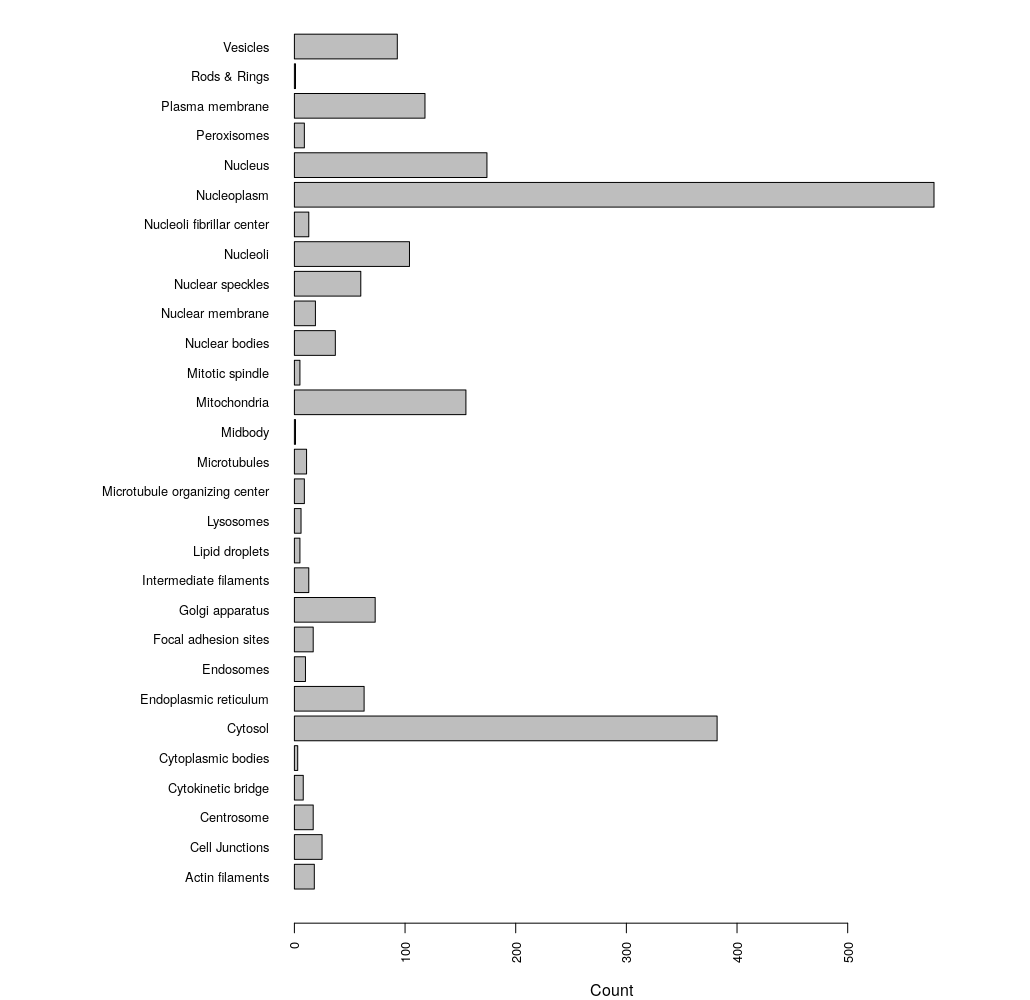 Vesicles
Rods & Rings
Plasma membrane
Peroxisomes
Nucleus
Nucleoplasm
Nucleoli fibrillar center
Nucleoli
Nuclear speckles
Nuclear membrane
Nuclear bodies
Mitotic spindle
Mitochondria
Midbody
Microtubules
Microtubule organizing center
Lysosomes
Lipid droplets
Intermediate filaments
Golgi apparatus
Focal adhesion sites
Endosomes
Endoplasmic reticulum
Cytosol
Cytoplasmic bodies
Cytokinetic bridge
Centrosome
Cell Junctions
Actin filaments
0 100 200 300 400 500
Count